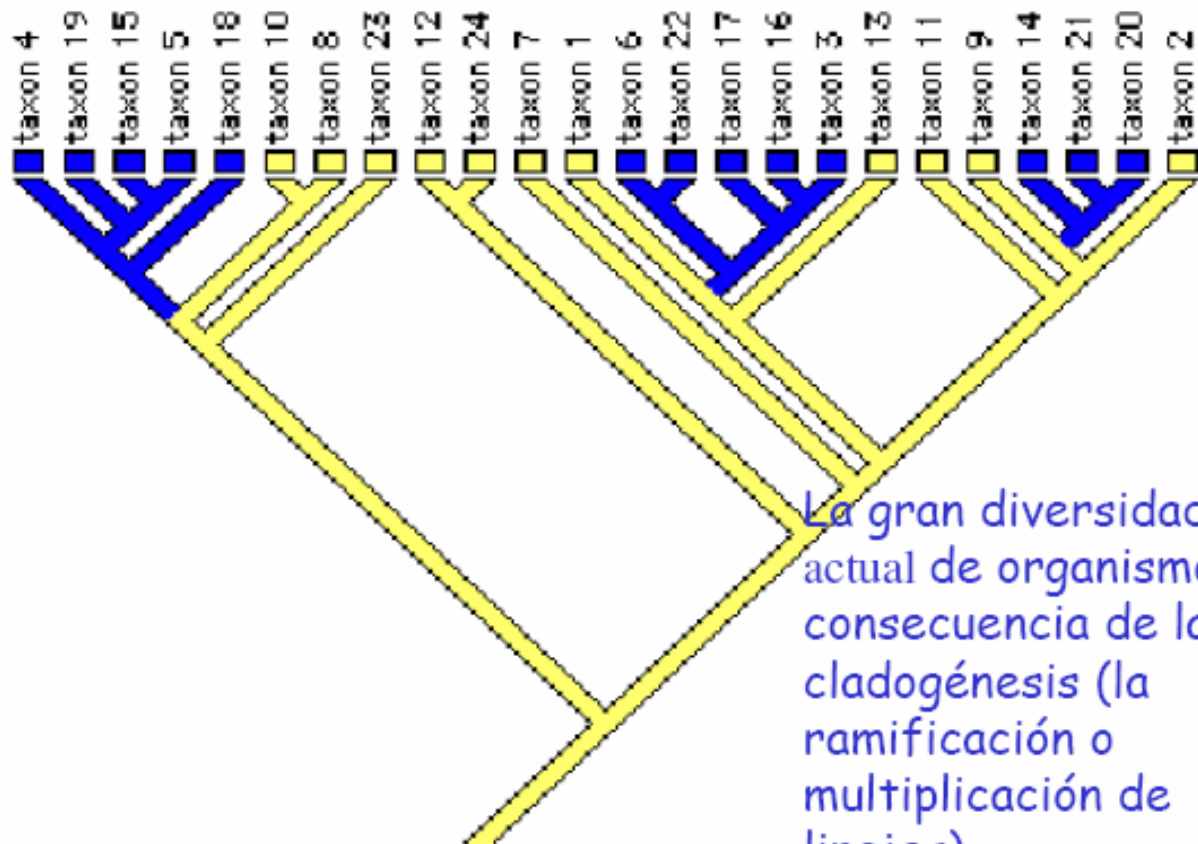 taxon 4
taxon 19
taxon 15
taxon 5
taxon 18
taxon 10
taxon 8
taxon 23
taxon 12
taxon 24
taxon 7
taxon 1
taxon 6
taxon 22
taxon 17
taxon 16
taxon 3
taxon 13
taxon 11
taxon 9
taxon 14
taxon 21
taxon 20
taxon 2
La gran diversidad
actual de
consecuencia de
cladogénesis (la
ramificación o
multiplicación de